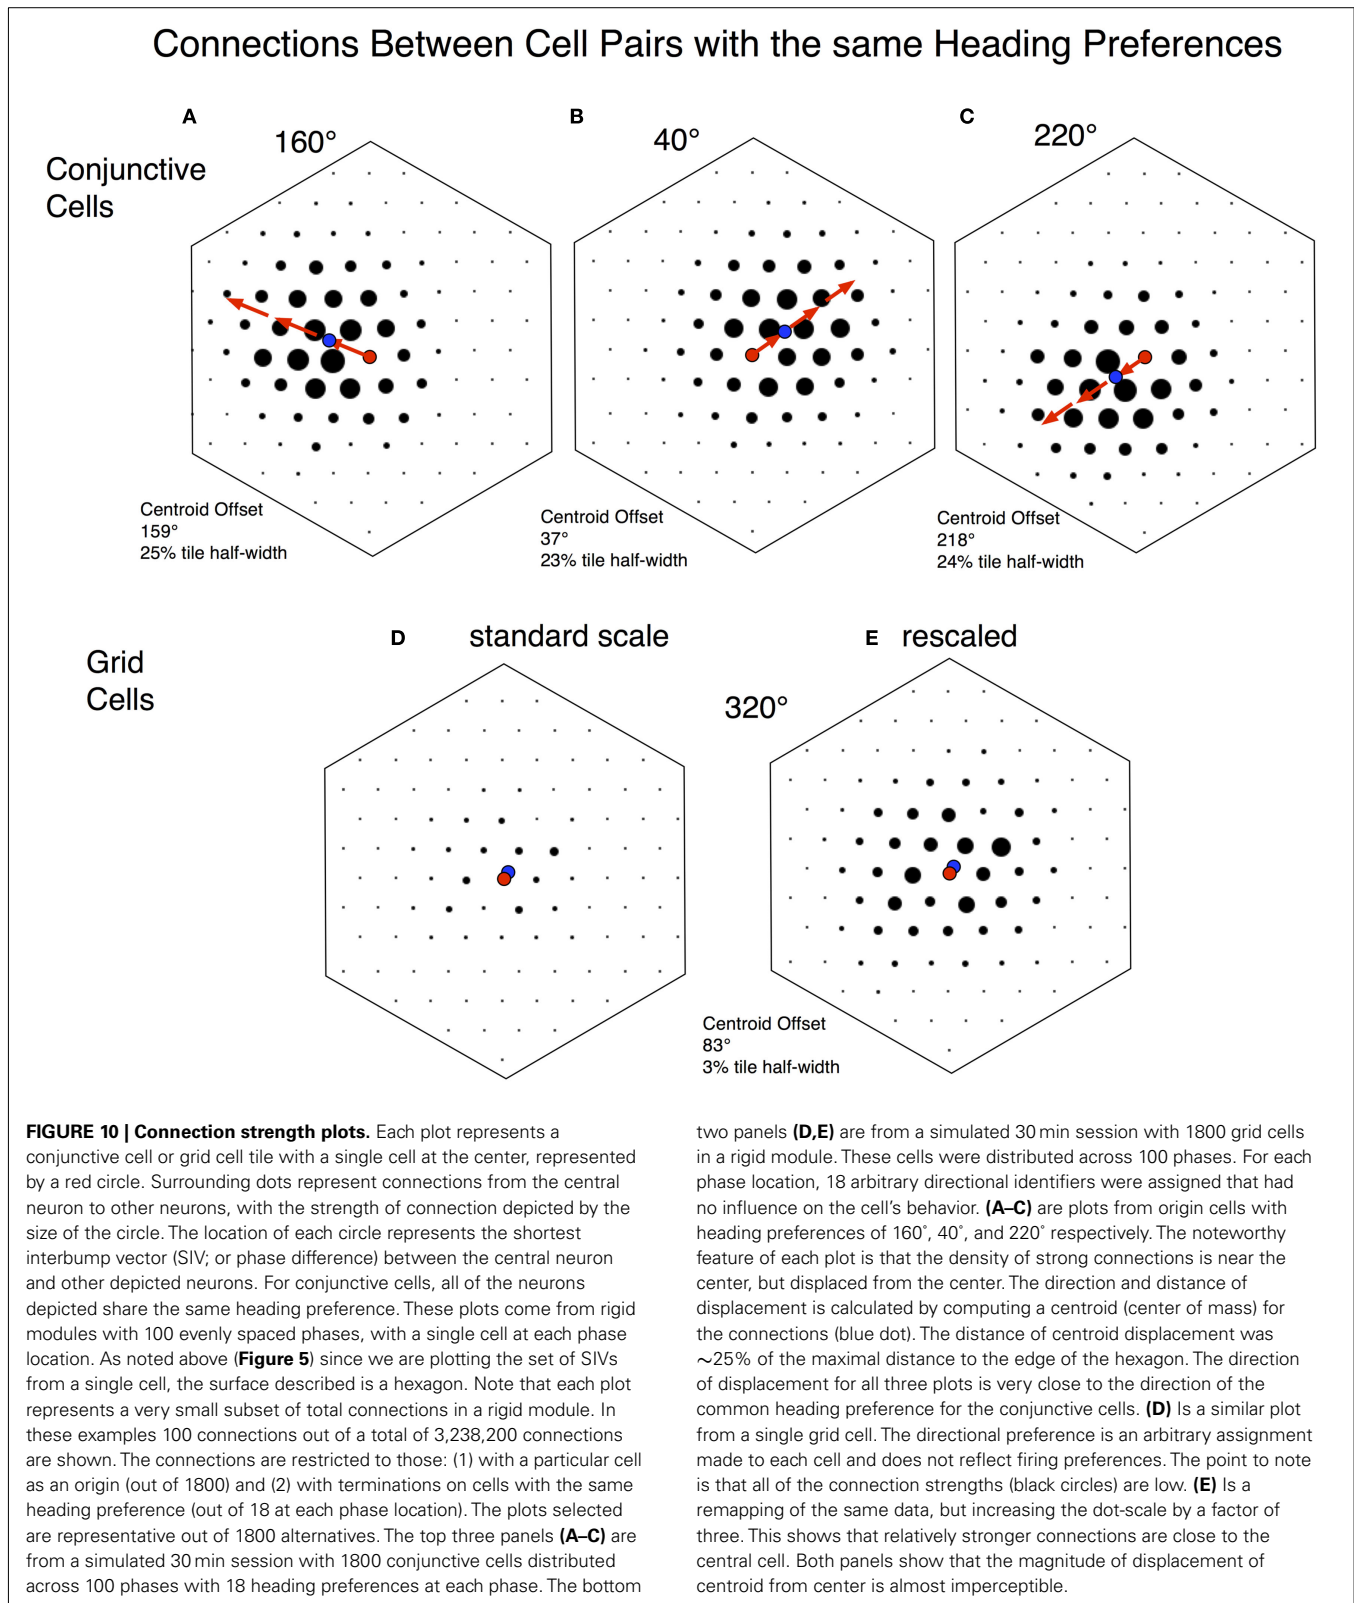 Connections Between Cell Pairs with the same Heading Preferences
A
B
C
160°
40°
220°
Conjunctive
Cells
Centroid Offset
159°
25% tile half-width
Centroid Offset
37°
23% tile half-width
Centroid Offset
218°
24% tile half-width
D standard scale
E rescaled
Grid
Cells
320°
Centroid Offset
83°
3% tile half-width
FIGURE 10 | Connection strength plots. Each plot represents a
conjunctive cell or grid cell tile with a single cell at the center, represented
by a red circle. Surrounding dots represent connections from the central
neuron to other neurons, with the strength of connection depicted by the
size of the circle. The location of each circle represents the shortest
interbump vector (SIV; or phase difference) between the central neuron
and other depicted neurons. For conjunctive cells, all of the neurons
depicted share the same heading preference. These plots come from rigid
modules with 100 evenly spaced phases, with a single cell at each phase
location. As noted above (Figure 5) since we are plotting the set of SIVs
from a single cell, the surface described is a hexagon. Note that each plot
represents a very small subset of total connections in a rigid module. In
these examples 100 connections out of a total of 3,238,200 connections
are shown. The connections are restricted to those: (1) with a particular cell
as an origin (out of 1800) and (2) with terminations on cells with the same
heading preference (out of 18 at each phase location). The plots selected
are representative out of 1800 alternatives. The top three panels (A–C) are
from a simulated 30 min session with 1800 conjunctive cells distributed
across 100 phases with 18 heading preferences at each phase. The bottom
two panels (D,E) are from a simulated 30 min session with 1800 grid cells
in a rigid module. These cells were distributed across 100 phases. For each
phase location, 18 arbitrary directional identifiers were assigned that had
no influence on the cell's behavior. (A–C) are plots from origin cells with
heading preferences of 160°, 40°, and 220° respectively. The noteworthy
feature of each plot is that the density of strong connections is near the
center, but displaced from the center. The direction and distance of
displacement is calculated by computing a centroid (center of mass) for
the connections (blue dot). The distance of centroid displacement was
∼25% of the maximal distance to the edge of the hexagon. The direction
of displacement for all three plots is very close to the direction of the
common heading preference for the conjunctive cells. (D) Is a similar plot
from a single grid cell. The directional preference is an arbitrary assignment
made to each cell and does not reflect firing preferences. The point to note
is that all of the connection strengths (black circles) are low. (E) Is a
remapping of the same data, but increasing the dot-scale by a factor of
three. This shows that relatively stronger connections are close to the
central cell. Both panels show that the magnitude of displacement of
centroid from center is almost imperceptible.